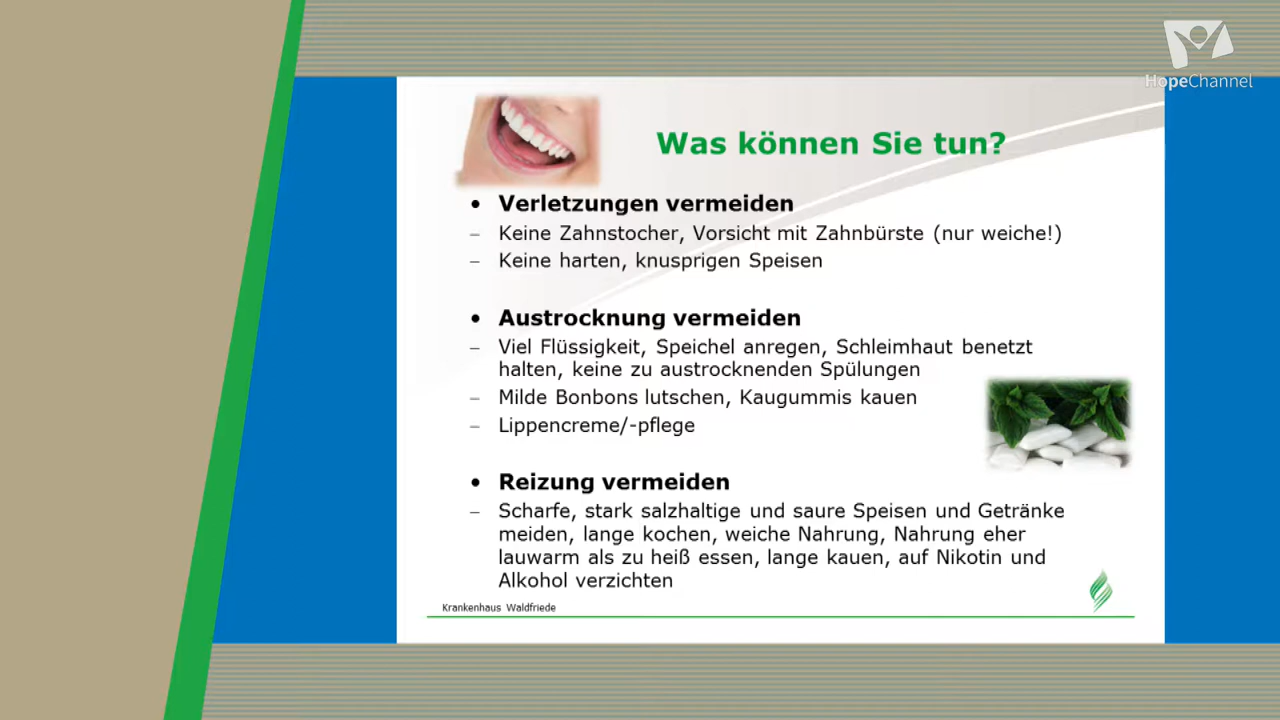 HopeChannel
Was können Sie tun?
• Verletzungen vermeiden
– Keine Zahnstocher, Vorsicht mit Zahnbürste (nur weiche!)
– Keine harten, knusprigen Speisen
• Austrocknung vermeiden
– Viel Flüssigkeit, Speichel anregen, Schleimhaut benetzt
halten, keine zu austrocknenden Spülungen
– Milde Bonbons lutschen, Kaugummis kauen
– Lippencreme/-pflege
• Reizung vermeiden
– Scharfe, stark salzhaltige und saure Speisen und Getränke
meiden, lange kochen, weiche Nahrung, Nahrung eher
lauwarm als zu heiß essen, lange kauen, auf Nikotin und
Alkohol verzichten
Krankenhaus Waldfriede